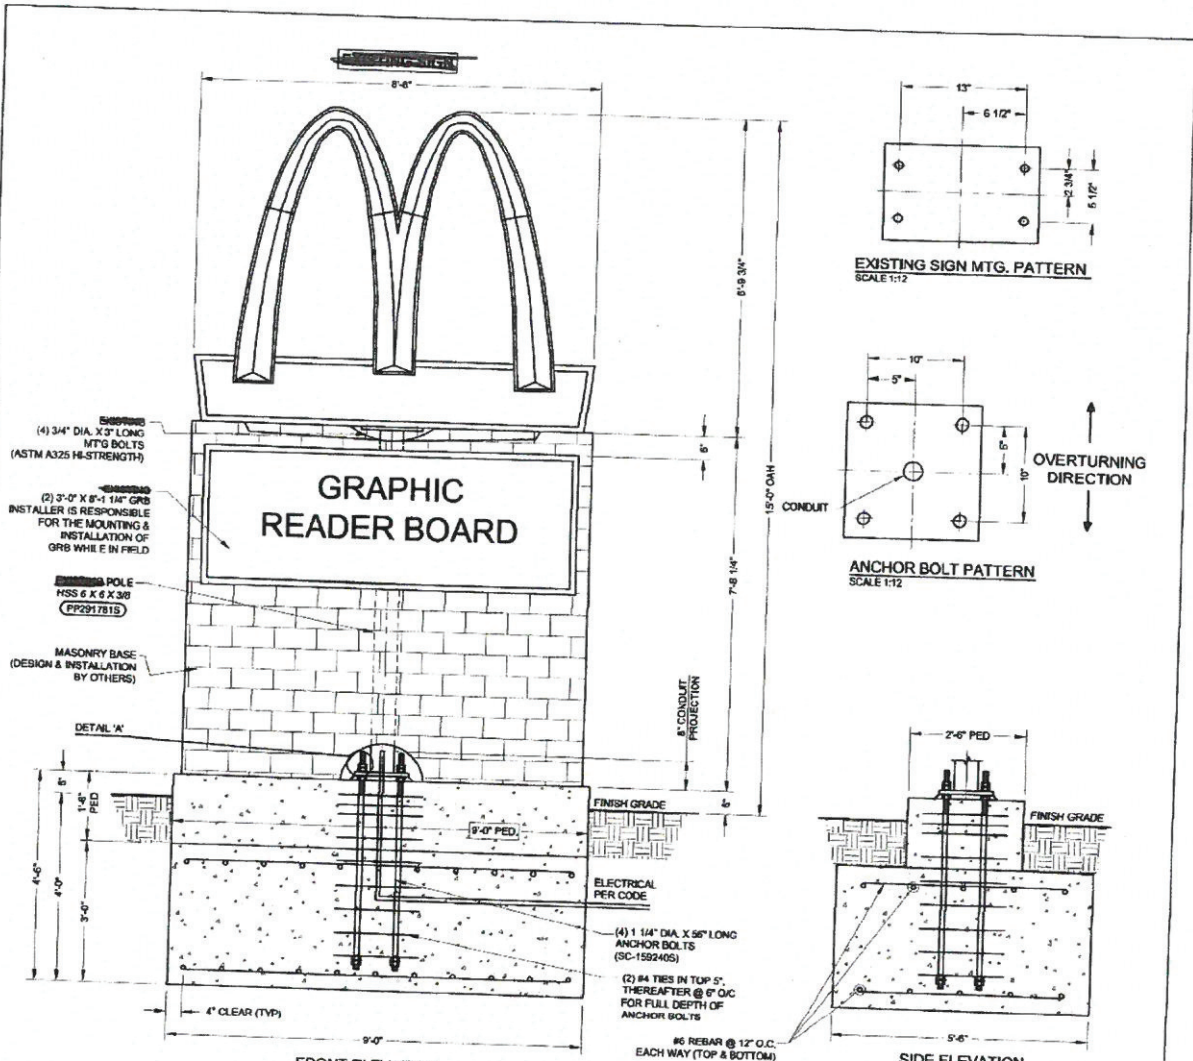 EXISTING SIGN
8'-6"
13"
6 1/2"
2 3/4"
5 1/2"
EXISTING SIGN MTG. PATTERN
SCALE 1:12
6'-9 3/4"
15'-0" OAH
(4) 3/4" DIA. X 3" LONG
MT'G BOLTS
(ASTM A325 HI-STRENGTH)
6"
10"
5"
5"
10"
OVERTURNING
DIRECTION
CONDUIT
ANCHOR BOLT PATTERN
SCALE 1:12
EXISTING
(2) 3'-0" X 8'-1 1/4" GRB
INSTALLER IS RESPONSIBLE
FOR THE MOUNTING &
INSTALLATION OF
GRB WHILE IN FIELD
GRAPHIC
READER BOARD
7'-8 1/4"
POLE
HSS 6 X 6 X 3/8
PP291781S
MASONRY BASE
(DESIGN & INSTALLATION
BY OTHERS)
8" CONDUIT
PROJECTION
DETAIL 'A'
2'-6" PED
6"
1'-6"
PED
FINISH GRADE
6"
9'-0" PED.
FINISH GRADE
4'-6"
4'-0"
3'-0"
ELECTRICAL
PER CODE
(4) 1 1/4" DIA. X 56" LONG
ANCHOR BOLTS
(SC-159240S)
(2) #4 TIES IN TOP 5",
THEREAFTER @ 6" O/C
FOR FULL DEPTH OF
ANCHOR BOLTS
4" CLEAR (TYP)
9'-0"
#6 REBAR @ 12" O.C.
EACH WAY (TOP & BOTTOM)
5'-6"
SIDE ELEVATION